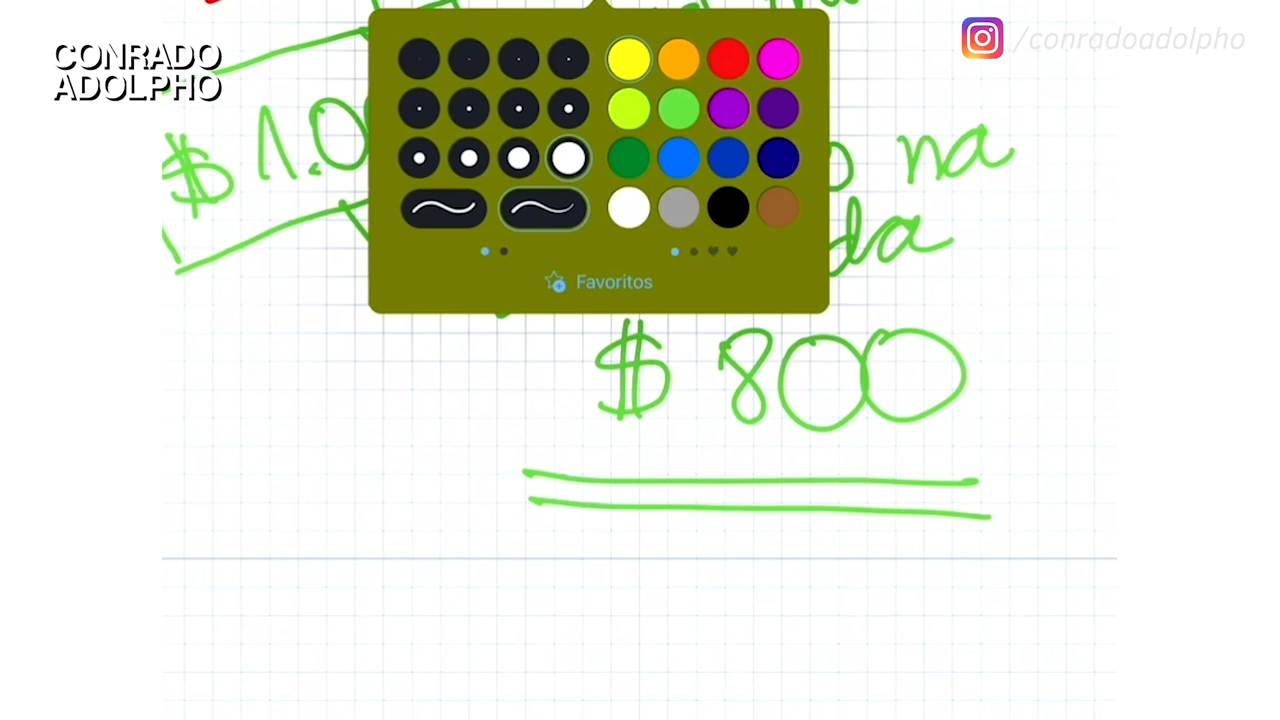 CONRADO
ADOLPHO
/conradoadolpho
$ 1.0
na
da
Favoritos
$ 800